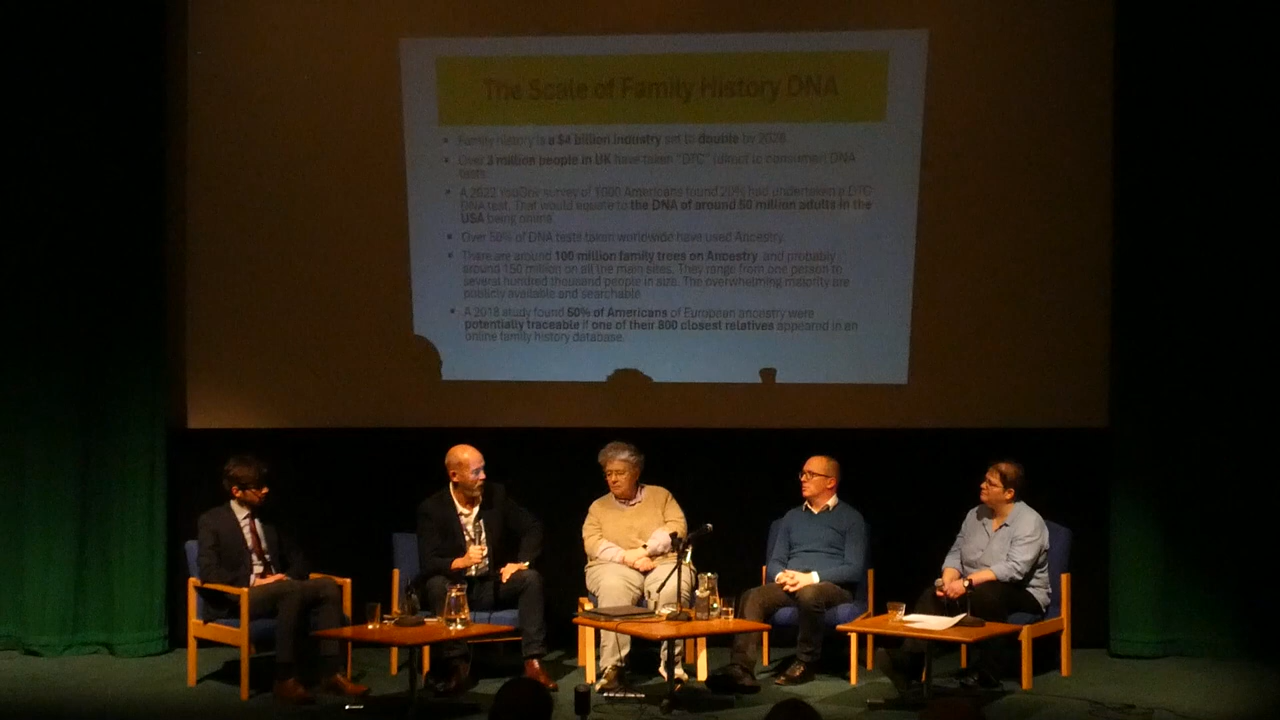 The Scale of Family History DNA
• Family history is a $4 billion industry set to double by 2028.
• Over 3 million people in UK have taken "DTC" (direct to consumer) DNA
tests.
• A 2022 YouGov survey of 1000 Americans found 20% had undertaken a DTC
DNA test. That would equate to the DNA of around 50 million adults in the
USA being online.
• Over 50% of DNA tests taken worldwide have used Ancestry.
• There are around 100 million family trees on Ancestry and probably
around 150 million on all the main sites. They range from one person to
several hundred thousand people in size. The overwhelming majority are
publicly available and searchable.
• A 2018 study found 60% of Americans of European ancestry were
potentially traceable if one of their 800 closest relatives appeared in an
online family history database.